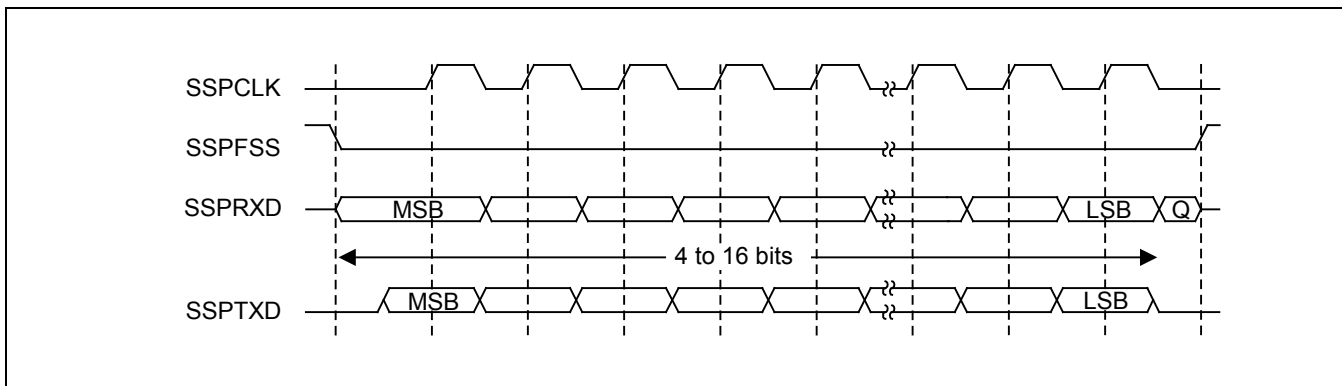 SSPCLK
SSPFSS
SSPRXD MSB LSB Q
4 to 16 bits
SSPTXD MSB LSB